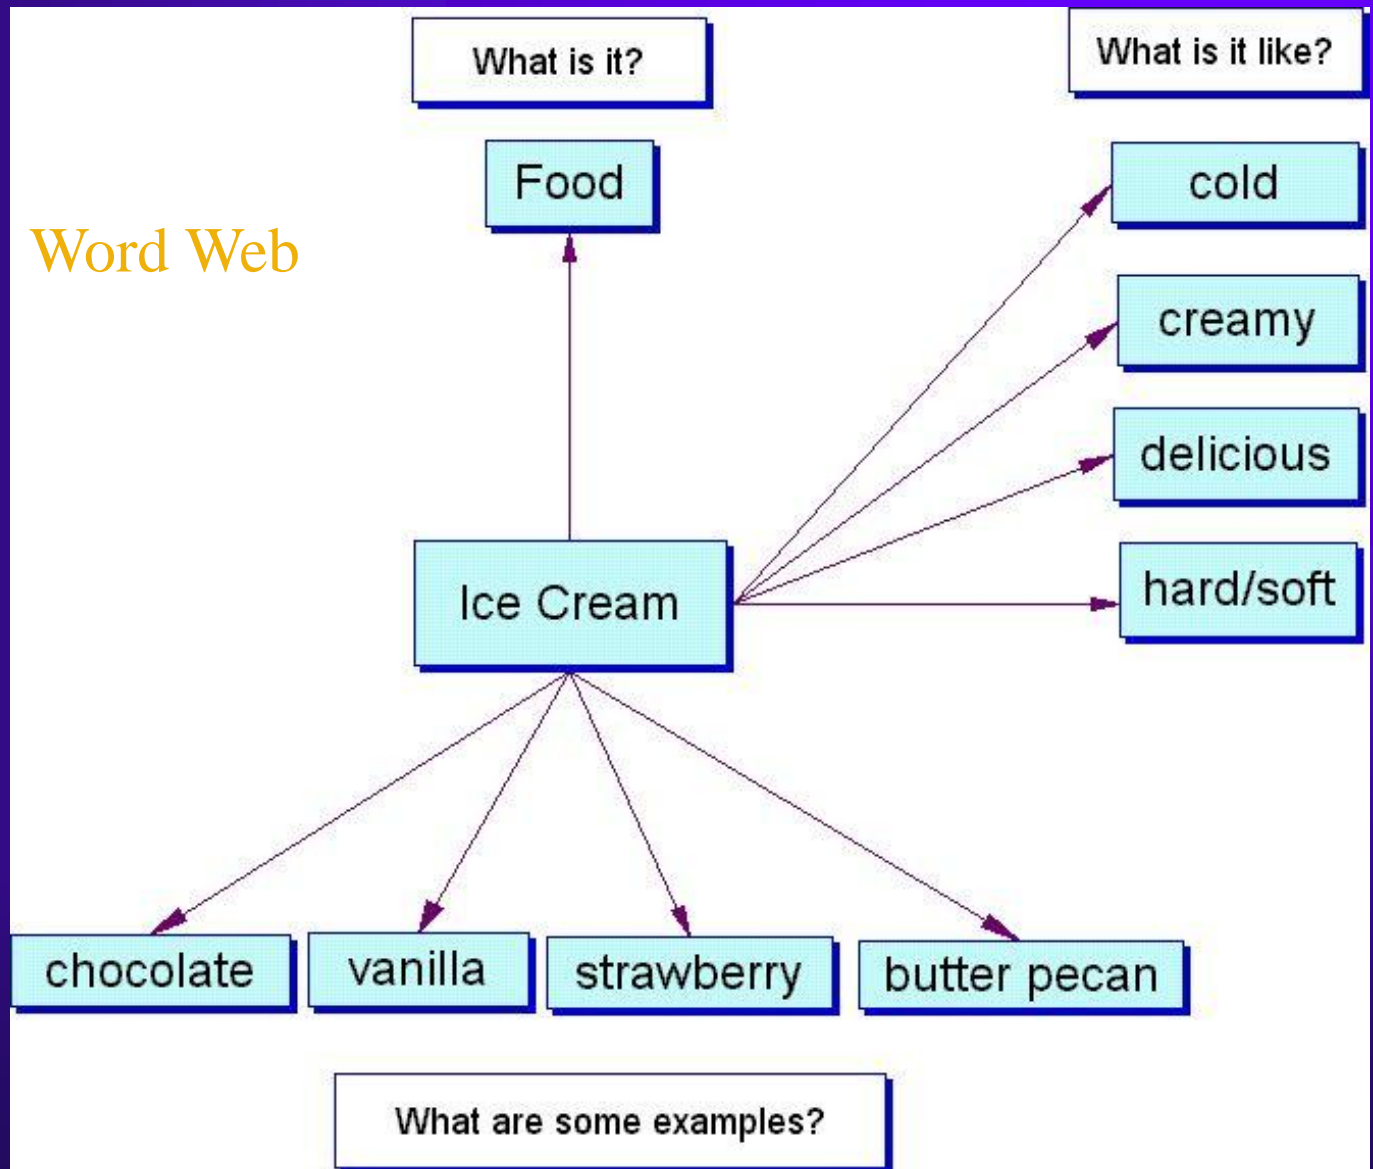 What is it?
What is it like?
Food
cold
Word Web
creamy
delicious
Ice Cream
hard/soft
chocolate
vanilla
strawberry
butter pecan
What are some examples?